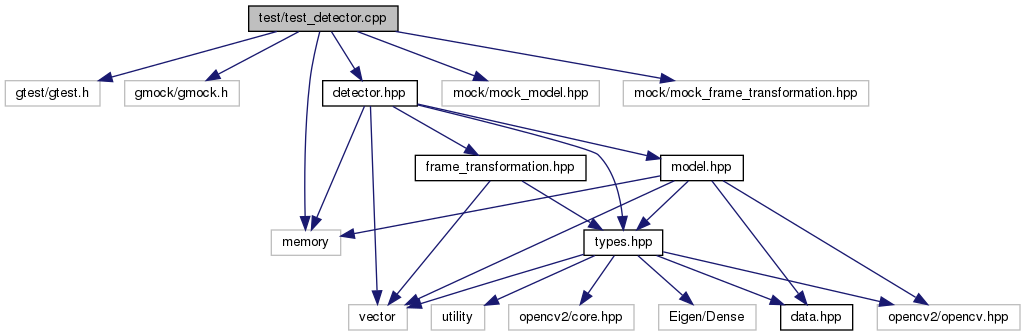 test/test_detector.cpp
gtest/gtest.h
gmock/gmock.h
detector.hpp
mock/mock_model.hpp
mock/mock_frame_transformation.hpp
frame_transformation.hpp
model.hpp
memory
types.hpp
vector
utility
opencv2/core.hpp
Eigen/Dense
data.hpp
opencv2/opencv.hpp